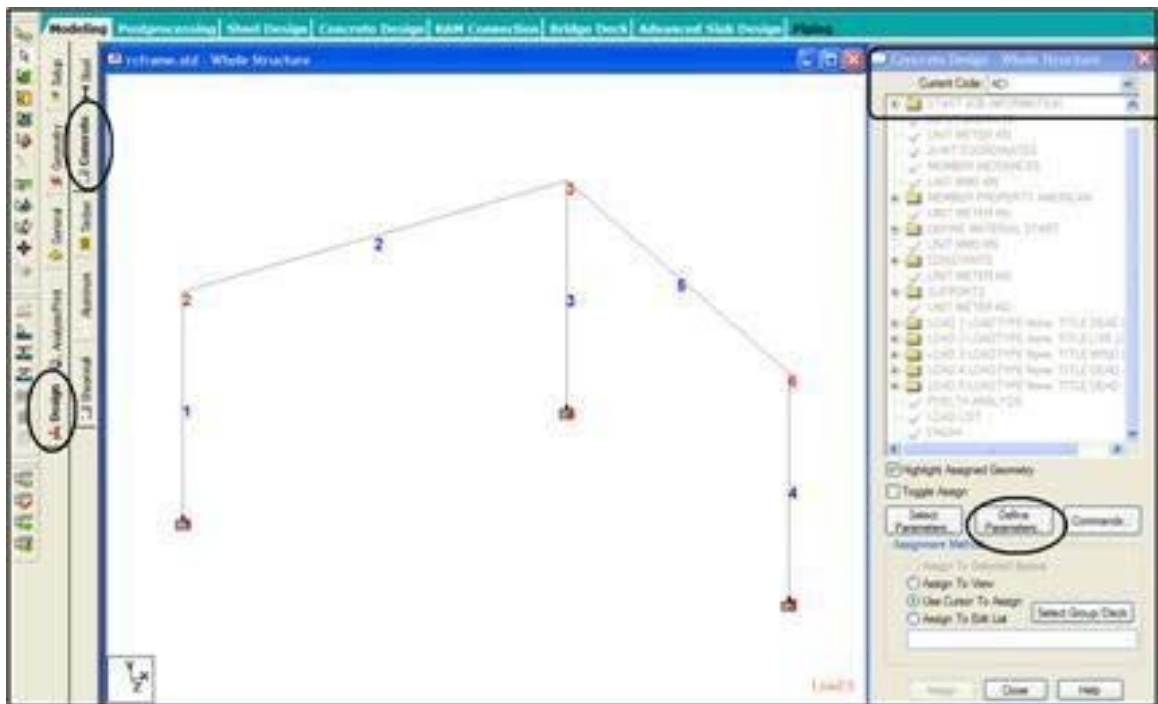 Modeling Postprocessing Steel Design Concrete Design RAM Connection Bridge Deck Advanced Slab Design Piping
rcframe.std - Whole Structure
Setup
Geometry
General
Analysis/Print
Design
Steel
Concrete
Timber
Aluminum
Shearwall
3
2
2
3
5
6
1
4
Y
X
Z
Concrete Design - Whole Structure
Current Code: ACI
START JOB INFORMATION
UNIT METER KN
JOINT COORDINATES
MEMBER INCIDENCES
UNIT MMS KN
MEMBER PROPERTY AMERICAN
UNIT METER KN
DEFINE MATERIAL START
UNIT MMS KN
CONSTANTS
UNIT METER KN
SUPPORTS
UNIT METER KN
LOAD 1 LOADTYPE None TITLE DEAD
LOAD 2 LOADTYPE None TITLE LIVE
LOAD 3 LOADTYPE None TITLE WIND
LOAD 4 LOADTYPE None TITLE DEAD
LOAD 5 LOADTYPE None TITLE DEAD
PDELTA ANALYSIS
LOAD LIST
FINISH
Highlight Assigned Geometry
Toggle Assign
Select Parameters...
Define Parameters...
Commands...
Assignment Method
Assign To Selected Beams
Assign To View
Use Cursor To Assign
Assign To Edit List
Select Group/Deck
Assign
Close
Help